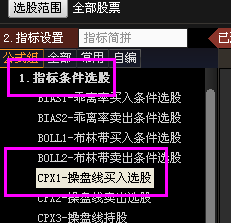 选股范围 全部股票
2.指标设置 指标简拼 已
公式组 全部 常用 自编
1.指标条件选股
BIAS1-乖离率买入条件选股
BIAS2-乖离率卖出条件选股
BOLL1-布林带买入条件选股
BOLL2-布林带卖出条件选股
CPX1-操盘线买入选股
CPX2-操盘线卖出选股
CPX3-操盘线持股